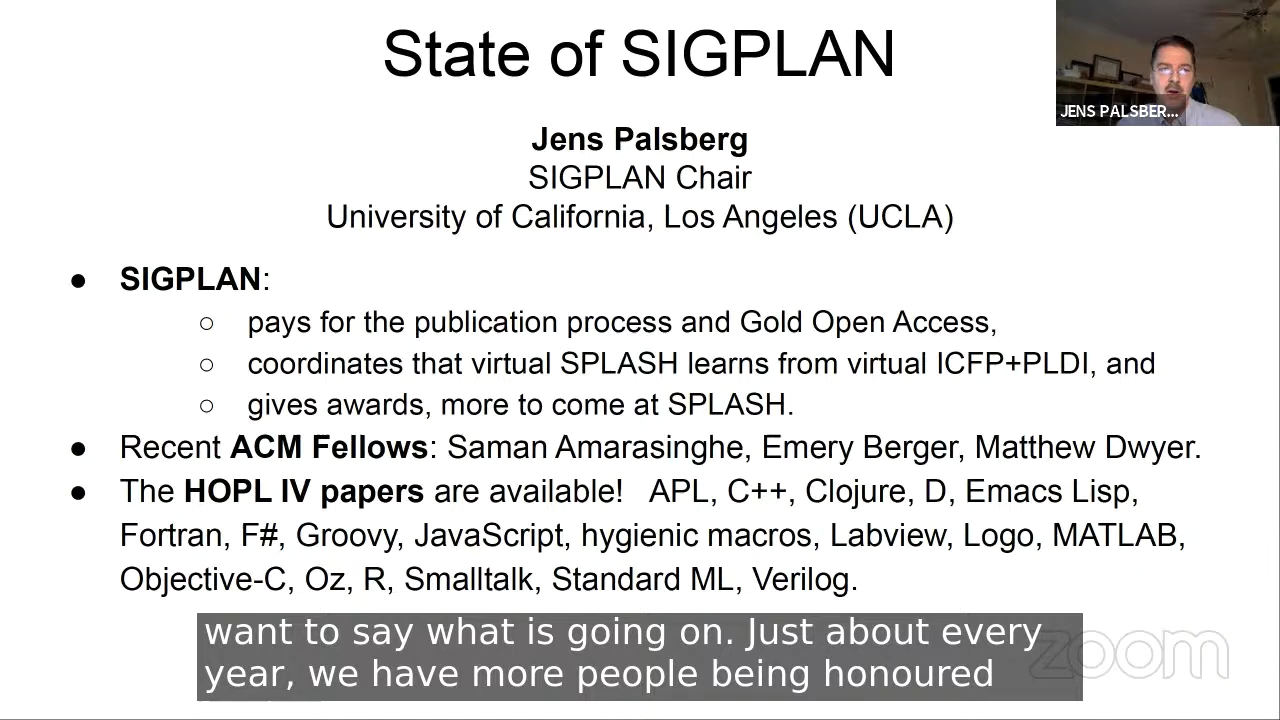 State of SIGPLAN
JENS PALSBER...
Jens Palsberg
SIGPLAN Chair
University of California, Los Angeles (UCLA)
● SIGPLAN:
○ pays for the publication process and Gold Open Access,
○ coordinates that virtual SPLASH learns from virtual ICFP+PLDI, and
○ gives awards, more to come at SPLASH.
● Recent ACM Fellows: Saman Amarasinghe, Emery Berger, Matthew Dwyer.
● The HOPL IV papers are available! APL, C++, Clojure, D, Emacs Lisp,
Fortran, F#, Groovy, JavaScript, hygienic macros, Labview, Logo, MATLAB,
Objective-C, Oz, R, Smalltalk, Standard ML, Verilog.
want to say what is going on. Just about every
year, we have more people being honoured
zoom